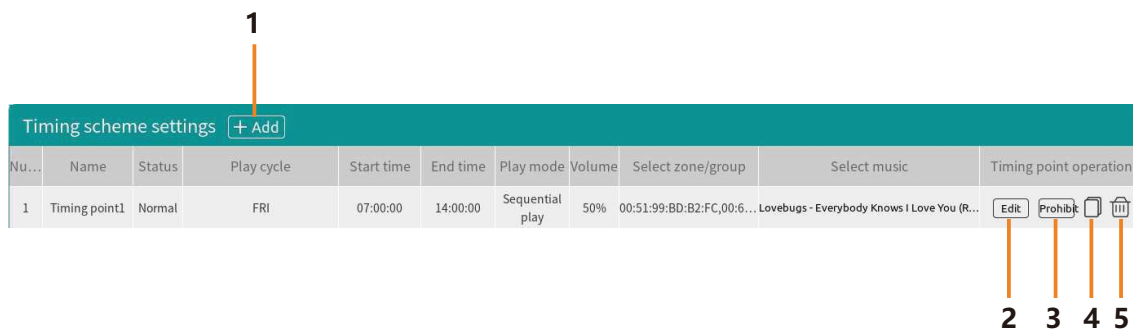 1
Timing scheme settings + Add
Nu... Name Status Play cycle Start time End time Play mode Volume Select zone/group Select music Timing point operation
1 Timing point1 Normal FRI 07:00:00 14:00:00 Sequential play 50% 00:51:99:BD:B2:FC,00:6... Lovebugs - Everybody Knows I Love You (R... Edit Prohibit
2 3 4 5